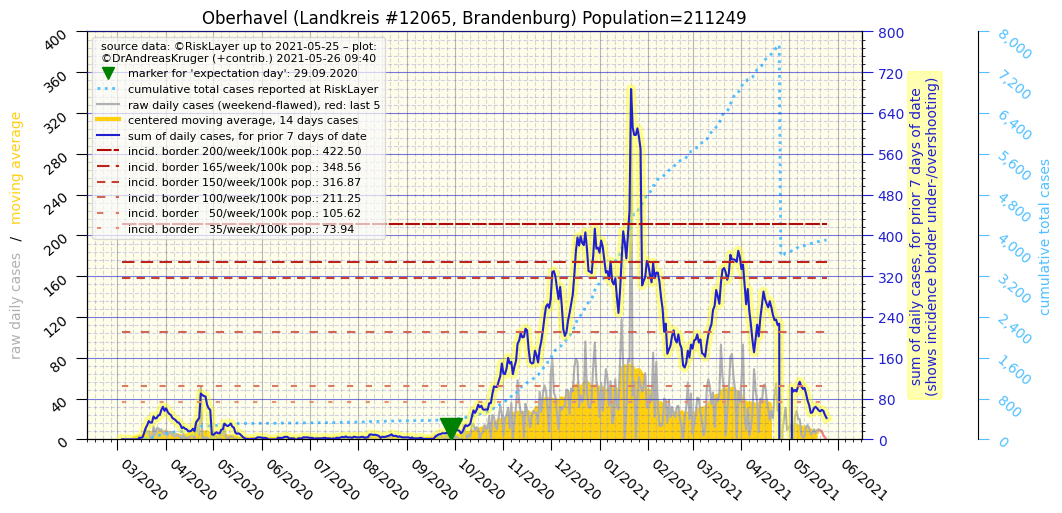 Oberhavel (Landkreis #12065, Brandenburg) Population=211249
source data: ©RiskLayer up to 2021-05-25 – plot:
©DrAndreasKruger (+contrib.) 2021-05-26 09:40
marker for 'expectation day': 29.09.2020
cumulative total cases reported at RiskLayer
raw daily cases (weekend-flawed), red: last 5
centered moving average, 14 days cases
sum of daily cases, for prior 7 days of date
incid. border 200/week/100k pop.: 422.50
incid. border 165/week/100k pop.: 348.56
incid. border 150/week/100k pop.: 316.87
incid. border 100/week/100k pop.: 211.25
incid. border 50/week/100k pop.: 105.62
incid. border 35/week/100k pop.: 73.94
raw daily cases / moving average
400
360
320
280
240
200
160
120
80
40
0
03/2020
04/2020
05/2020
06/2020
07/2020
08/2020
09/2020
10/2020
11/2020
12/2020
01/2021
02/2021
03/2021
04/2021
05/2021
06/2021
800
720
640
560
480
400
320
240
160
80
0
sum of daily cases, for prior 7 days of date
(shows incidence border under-/overshooting)
8,000
7,200
6,400
5,600
4,800
4,000
3,200
2,400
1,600
800
0
cumulative total cases